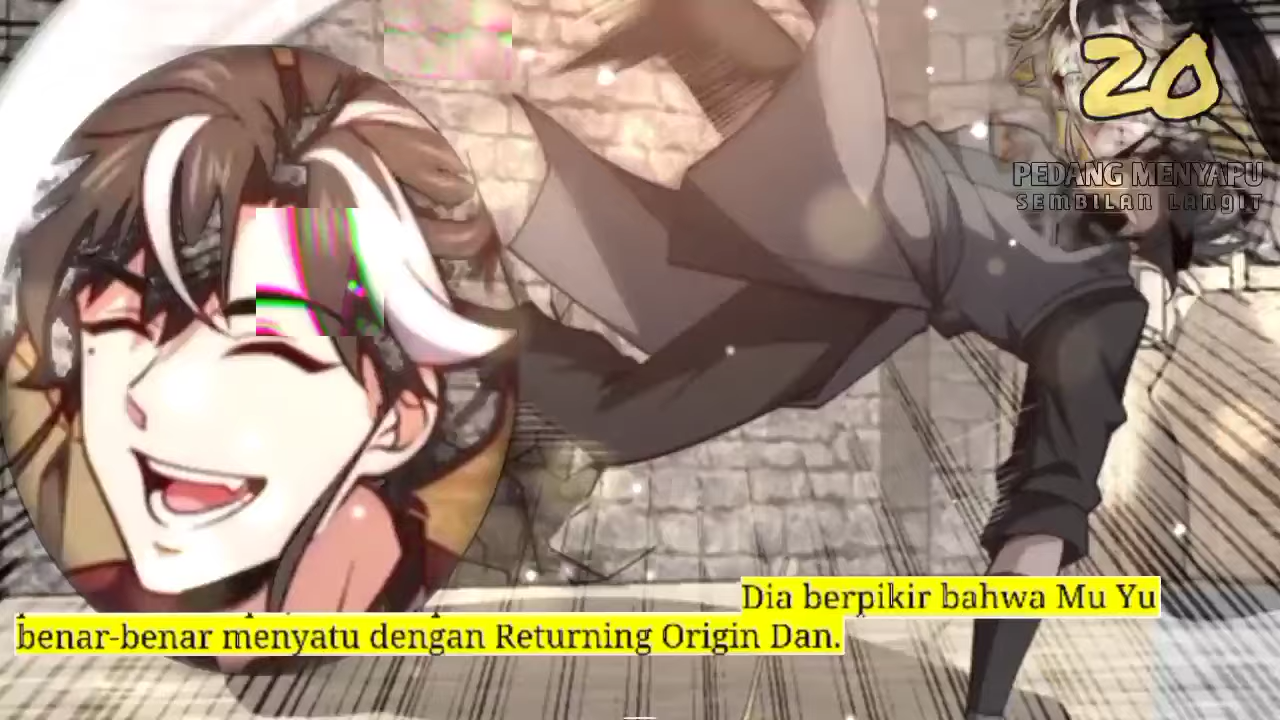 20
PEDANG MENYAPU
SEMBILAN LANGIT
Dia berpikir bahwa Mu Yu
benar-benar menyatu dengan Returning Origin Dan.